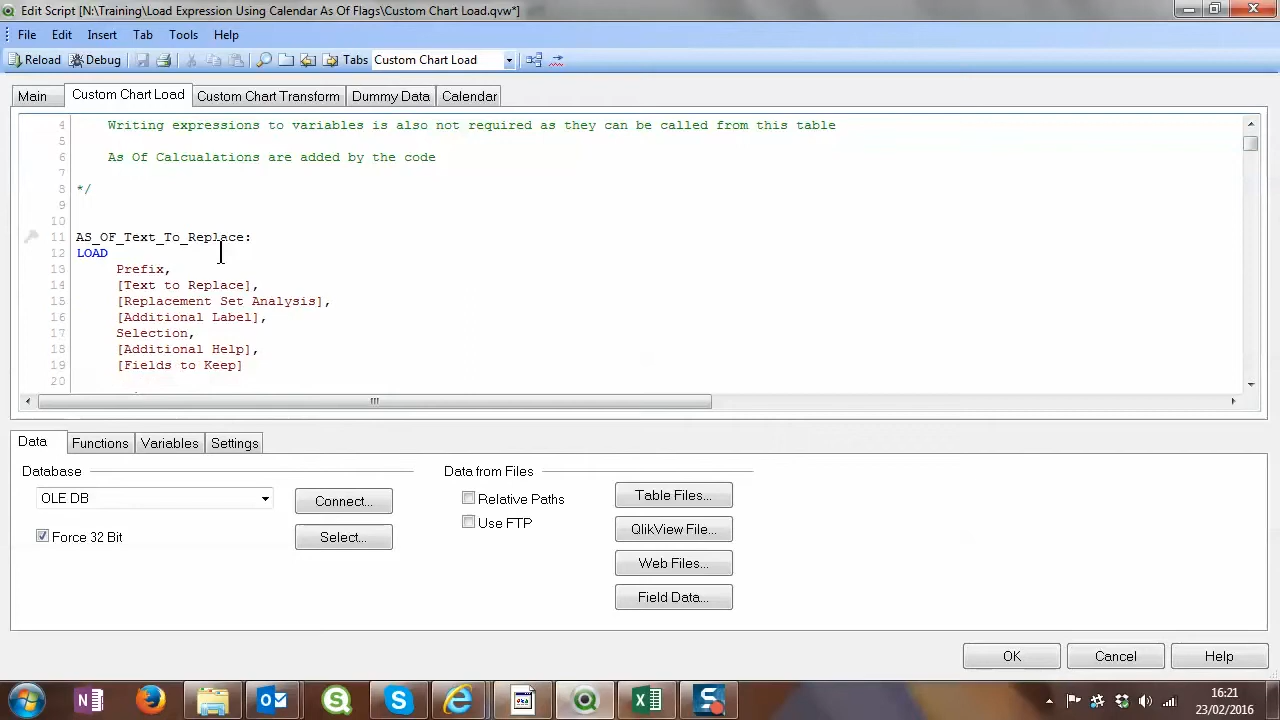 Edit Script [N:\Training\Load Expression Using Calendar As Of Flags\Custom Chart Load.qvw*]
File Edit Insert Tab Tools Help
Reload Debug Tabs Custom Chart Load
Main Custom Chart Load Custom Chart Transform Dummy Data Calendar
4 Writing expressions to variables is also not required as they can be called from this table
5
6 As Of Calcualations are added by the code
7
8 */
9
10
11 AS_OF_Text_To_Replace:
12 LOAD
13 Prefix,
14 [Text to Replace],
15 [Replacement Set Analysis],
16 [Additional Label],
17 Selection,
18 [Additional Help],
19 [Fields to Keep]
20
Data Functions Variables Settings
Database Data from Files
OLE DB Connect... Relative Paths Table Files...
Use FTP QlikView File...
Force 32 Bit Select...
Web Files...
Field Data...
OK Cancel Help
16:21
23/02/2016